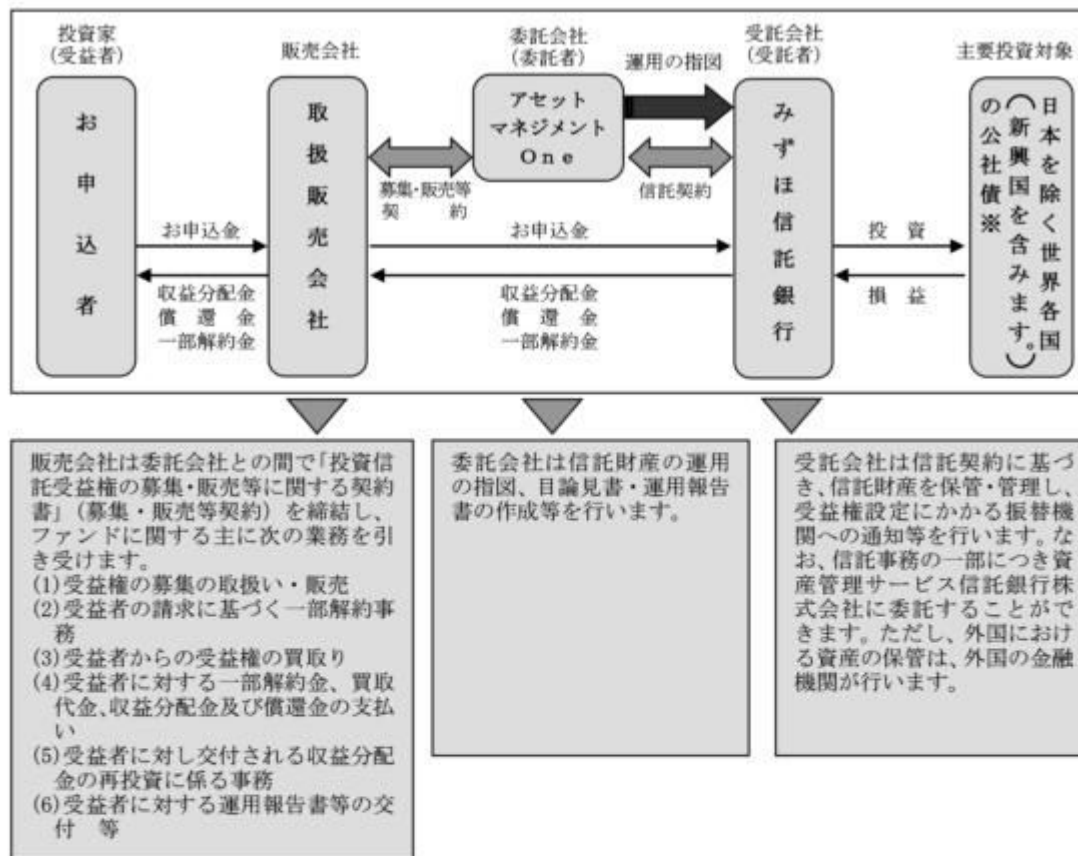 投資家
(受益者)
販売会社
委託会社
(委託者)
受託会社
(受託者)
主要投資対象
お申込者
取扱販売会社
アセット
マネジメント
One
運用の指図
みずほ信託銀行
日本を除く世界各国
(新興国を含みます。)
の公社債※
募集・販売等
契約
信託契約
お申込金
お申込金
投資
収益分配金
償還金
一部解約金
収益分配金
償還金
一部解約金
損益
販売会社は委託会社との間で「投資信
託受益権の募集・販売等に関する契約
書」(募集・販売等契約)を締結し、
ファンドに関する主に次の業務を引
き受けます。
(1)受益権の募集の取扱い・販売
(2)受益者の請求に基づく一部解約事
務
(3)受益者からの受益権の買取り
(4)受益者に対する一部解約金、買取
代金、収益分配金及び償還金の支払
い
(5)受益者に対し交付される収益分配
金の再投資に係る事務
(6)受益者に対する運用報告書等の交
付 等
委託会社は信託財産の運用
の指図、目論見書・運用報告
書の作成等を行います。
受託会社は信託契約に基づ
き、信託財産を保管・管理し、
受益権設定にかかる振替機
関への通知等を行います。な
お、信託事務の一部につき資
産管理サービス信託銀行株
式会社に委託することがで
きます。ただし、外国におけ
る資産の保管は、外国の金融
機関が行います。